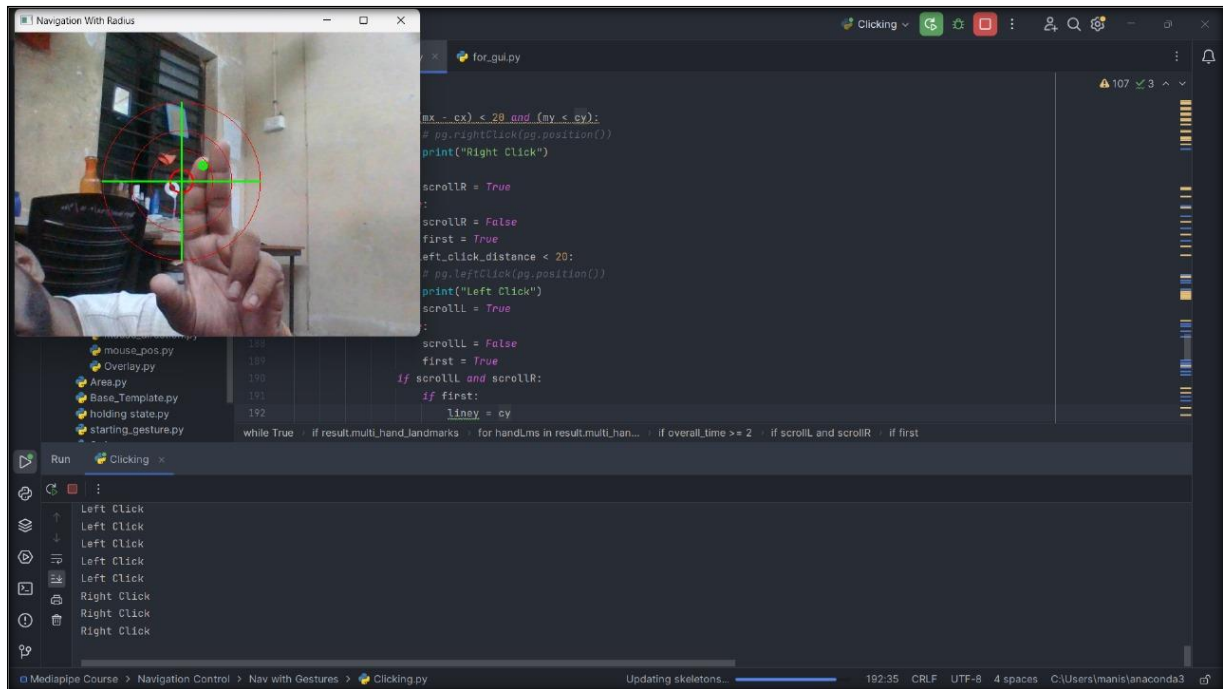 Navigation With Radius
Clicking
for_gui.py
107 3
mx - cx) < 20 and (my < cy):
# pg.rightClick(pg.position())
print("Right Click")
scrollR = True
:
scrollR = False
first = True
eft_click_distance < 20:
# pg.leftClick(pg.position())
print("Left Click")
scrollL = True
:
188 scrollL = False
189 first = True
190 if scrollL and scrollR:
191 if first:
192 liney = cy
mouse_pos.py
Overlay.py
Area.py
Base_Template.py
holding state.py
starting_gesture.py
while True if result.multi_hand_landmarks for handLms in result.multi_han... if overall_time >= 2 if scrollL and scrollR if first
Run Clicking
Left Click
Left Click
Left Click
Left Click
Left Click
Right Click
Right Click
Right Click
Mediapipe Course > Navigation Control > Nav with Gestures > Clicking.py Updating skeletons... 192:35 CRLF UTF-8 4 spaces C:\Users\manis\anaconda3